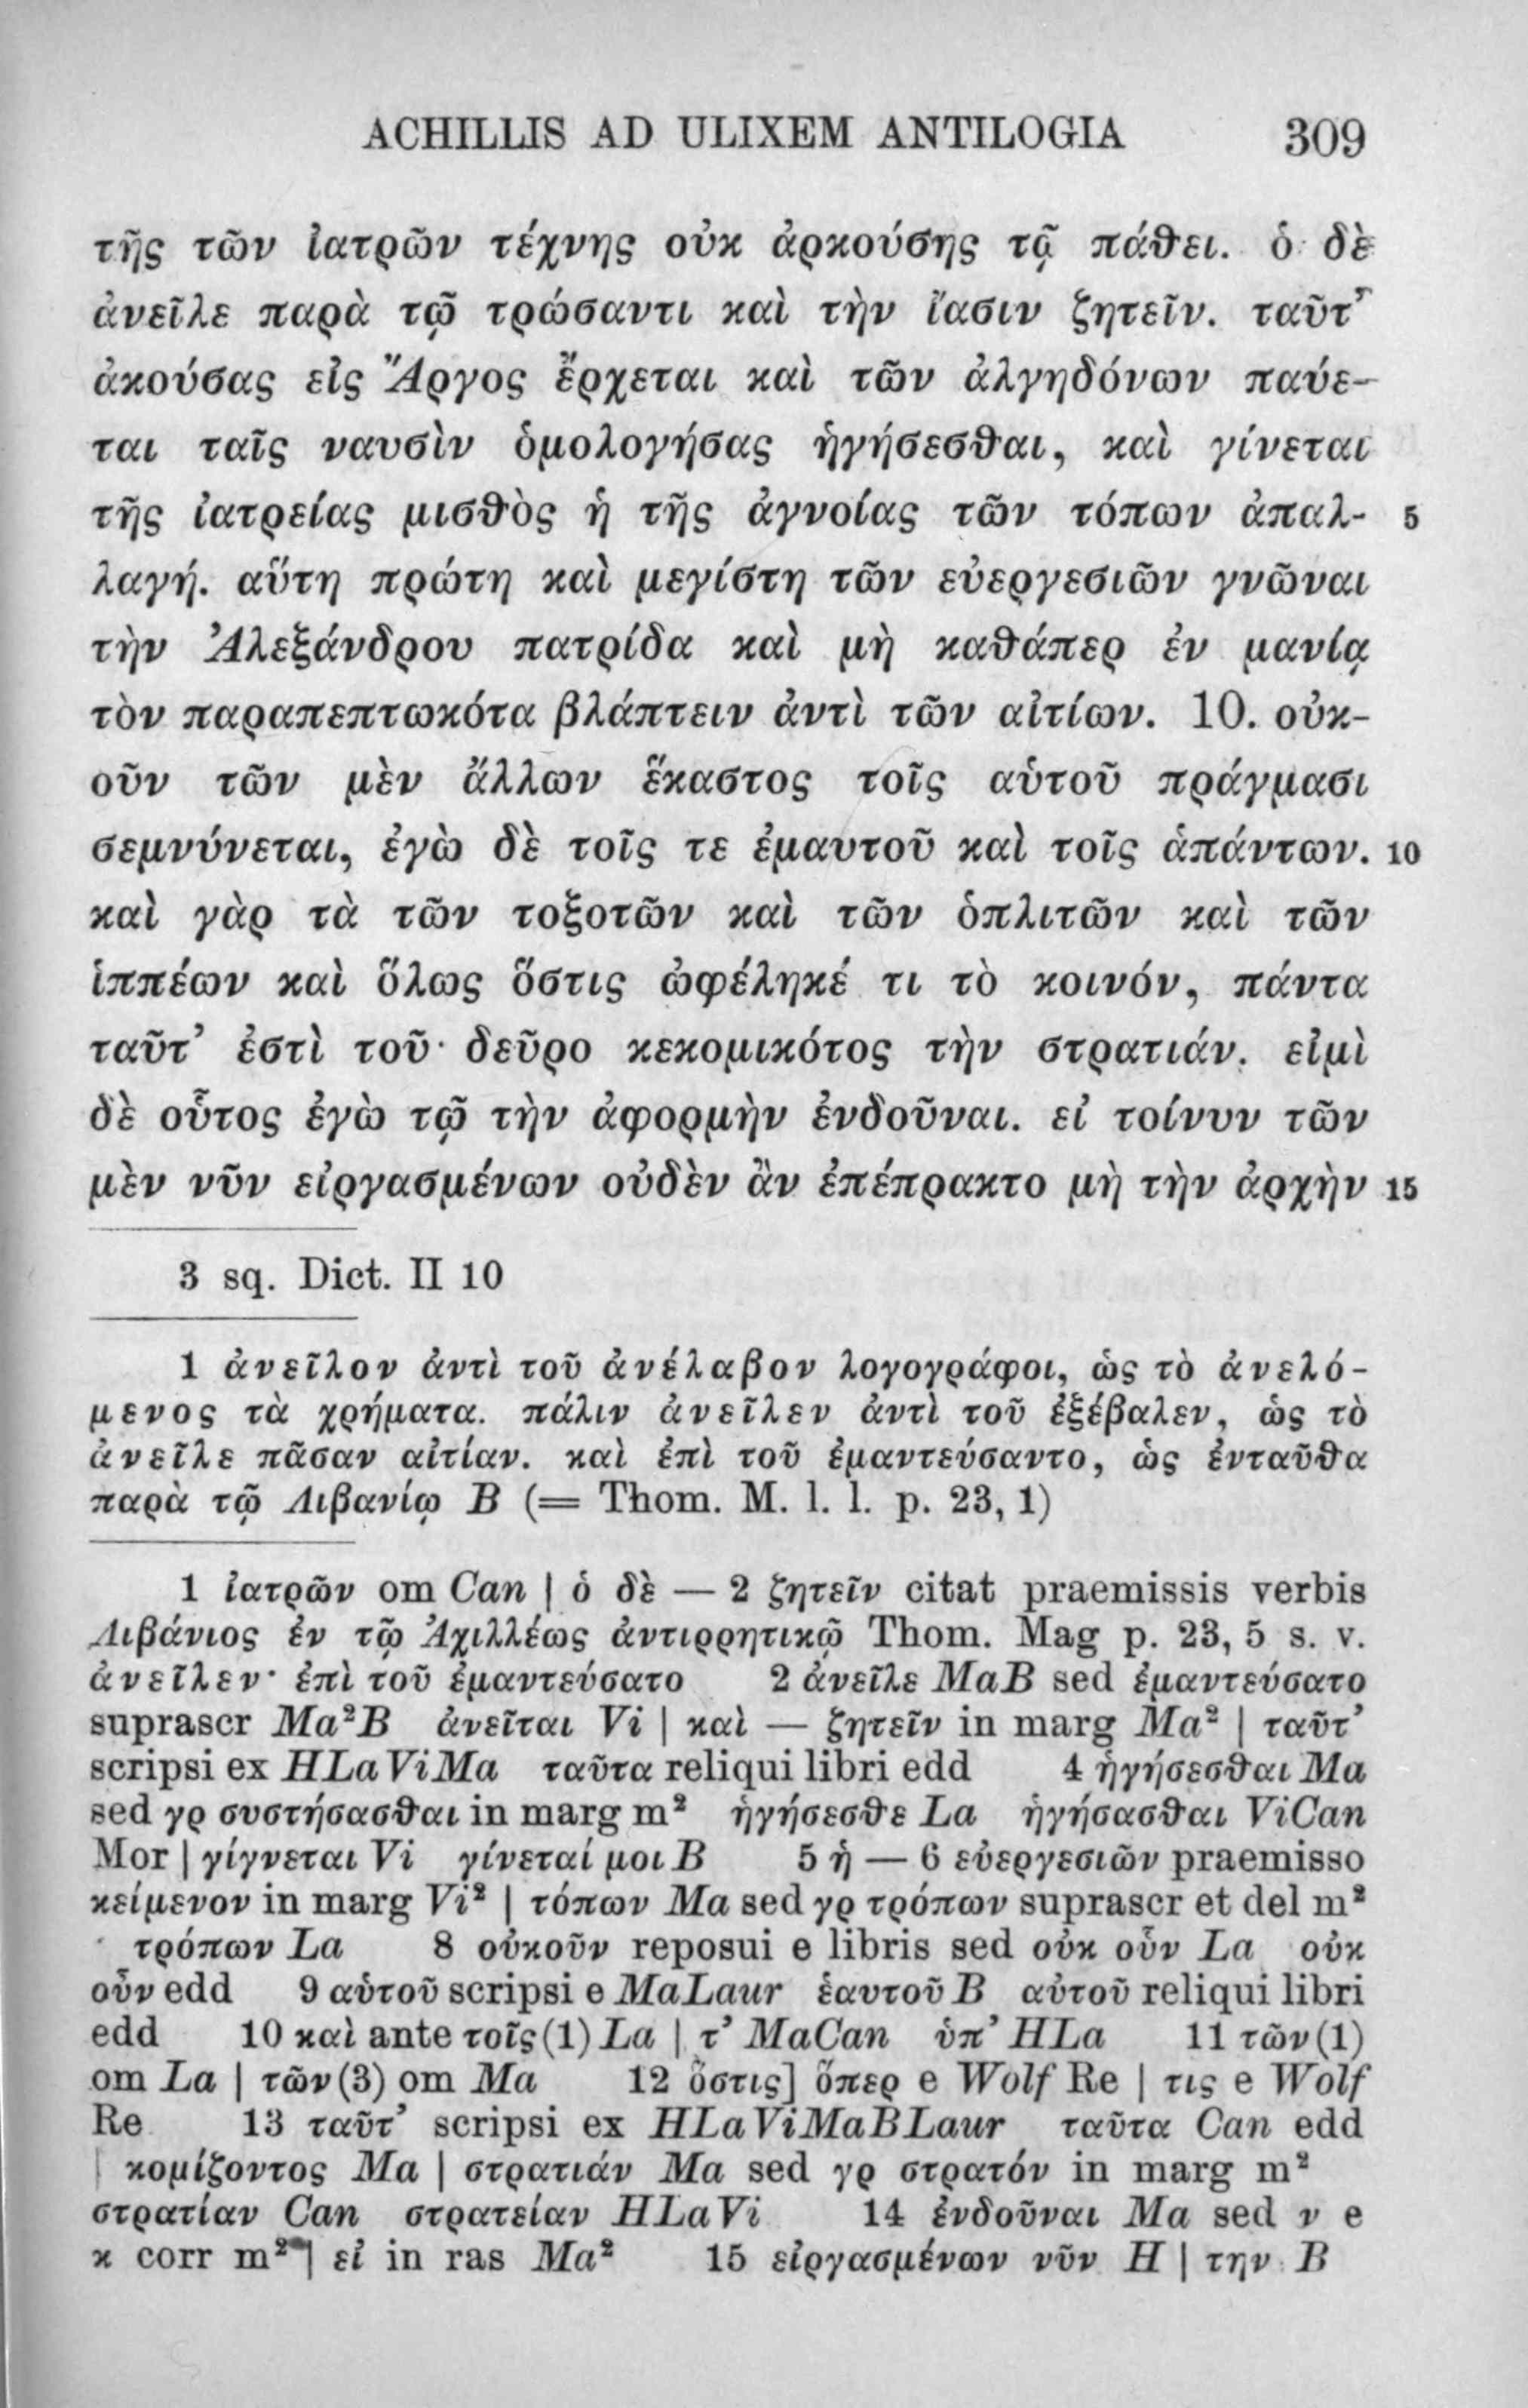 ACHILLIS AD ULIXEM ANTILOGIA 309
τῆς τῶν ἰατρῶν τέχνης οὐκ ἀρκούσης τῷ πάθει. ὁ δὲ
ἀνεῖλε παρὰ τῷ τρώσαντι καὶ τὴν ἴασιν ζητεῖν. ταῦτ’
ἀκούσας εἰς Ἄργος ἔρχεται καὶ τῶν ἀλγηδόνων παύε-
ται ταῖς ναυσὶν ὁμολογήσας ἡγήσεσθαι, καὶ γίνεται
τῆς ἰατρείας μισθὸς ἡ τῆς ἀγνοίας τῶν τόπων ἀπαλ- 5
λαγή. αὕτη πρώτη καὶ μεγίστη τῶν εὐεργεσιῶν γνῶναι
τὴν Ἀλεξάνδρου πατρίδα καὶ μὴ καθάπερ ἐν μανίᾳ
τὸν παραπεπτωκότα βλάπτειν ἀντὶ τῶν αἰτίων. 10. οὐκ-
οῦν τῶν μὲν ἄλλων ἕκαστος τοῖς αὑτοῦ πράγμασι
σεμνύνεται, ἐγὼ δὲ τοῖς τε ἐμαυτοῦ καὶ τοῖς ἁπάντων. 10
καὶ γὰρ τὰ τῶν τοξοτῶν καὶ τῶν ὁπλιτῶν καὶ τῶν
ἱππέων καὶ ὅλως ὅστις ὠφέληκέ τι τὸ κοινόν, πάντα
ταῦτ’ ἐστὶ τοῦ δεῦρο κεκομικότος τὴν στρατιάν. εἰμὶ
δὲ οὗτος ἐγὼ τῷ τὴν ἀφορμὴν ἐνδοῦναι. εἰ τοίνυν τῶν
μὲν νῦν εἰργασμένων οὐδὲν ἂν ἐπέπρακτο μὴ τὴν ἀρχὴν 15
3 sq. Dict. II 10
1 ἀνεῖλον ἀντὶ τοῦ ἀνέλαβον λογογράφοι, ὡς τὸ ἀνελό-
μενος τὰ χρήματα. πάλιν ἀνεῖλεν ἀντὶ τοῦ ἐξέβαλεν, ὡς τὸ
ἀνεῖλε πᾶσαν αἰτίαν. καὶ ἐπὶ τοῦ ἐμαντεύσαντο, ὡς ἐνταῦθα
παρὰ τῷ Λιβανίῳ B (= Thom. M. l. l. p. 23, 1)
1 ἰατρῶν om Can | ὁ δὲ — 2 ζητεῖν citat praemissis verbis
Λιβάνιος ἐν τῷ Ἀχιλλέως ἀντιρρητικῷ Thom. Mag p. 23, 5 s. v.
ἀνεῖλεν· ἐπὶ τοῦ ἐμαντεύσατο 2 ἀνεῖλε MaB sed ἐμαντεύσατο
suprascr Ma²B ἀνεῖται Vi | καὶ — ζητεῖν in marg Ma² | ταῦτ’
scripsi ex HLaViMa ταῦτα reliqui libri edd 4 ἡγήσεσθαι Ma
sed γρ συστήσασθαι in marg m² ἡγήσεσθε La ἡγήσασθαι ViCan
Mor | γίγνεται Vi γίνεταί μοι B 5 ἡ — 6 εὐεργεσιῶν praemisso
κείμενον in marg Vi² | τόπων Ma sed γρ τρόπων suprascr et del m²
τρόπων La 8 οὐκοῦν reposui e libris sed οὐκ οὖν La οὐκ
οὖν edd 9 αὑτοῦ scripsi e MaLaur ἑαυτοῦ B αὐτοῦ reliqui libri
edd 10 καὶ ante τοῖς (1) La | τ’ MaCan ὑπ’ HLa 11 τῶν (1)
om La | τῶν (3) om Ma 12 ὅστις] ὅπερ e Wolf Re | τις e Wolf
Re 13 ταῦτ’ scripsi ex HLaViMaBLaur ταῦτα Can edd
| κομίζοντος Ma | στρατιάν Ma sed γρ στρατόν in marg m²
στρατίαν Can στρατείαν HLaVi 14 ἐνδοῦναι Ma sed ν e
κ corr m² | εἰ in ras Ma² 15 εἰργασμένων νῦν H | την B